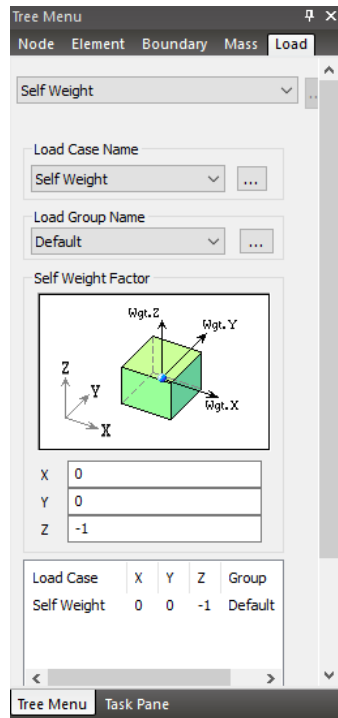 Tree Menu
Node Element Boundary Mass Load
Self Weight
Load Case Name
Self Weight ...
Load Group Name
Default ...
Self Weight Factor
Wgt.Z
Wgt.Y
Z
Y
Wgt.X
X
X 0
Y 0
Z -1
Load Case X Y Z Group
Self Weight 0 0 -1 Default
Tree Menu Task Pane